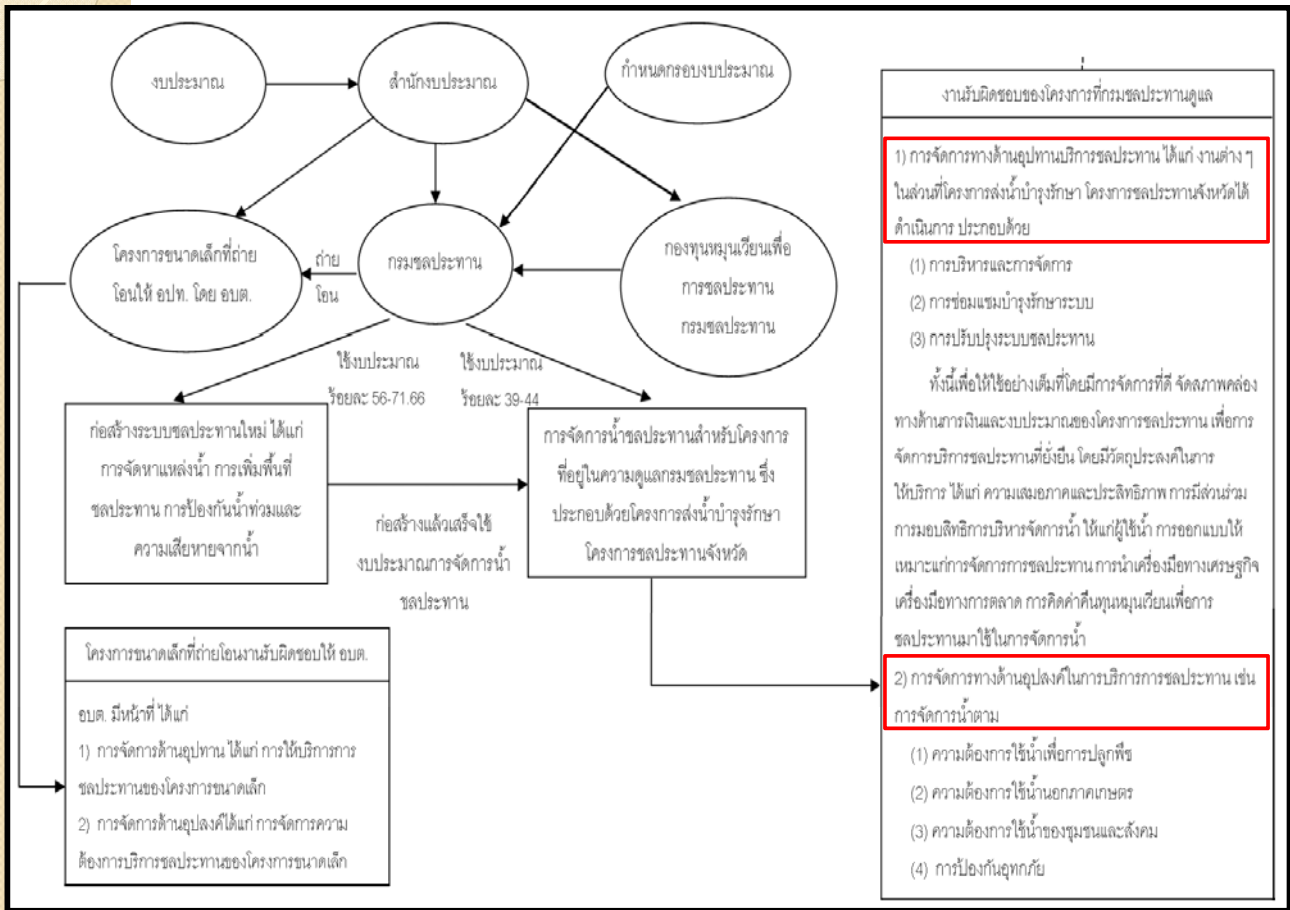 งบประมาณ
สำนักงบประมาณ
กำหนดกรอบงบประมาณ
โครงการขนาดเล็กที่ถ่าย
โอนให้ อปท. โดย อบต.
ถ่าย
โอน
กรมชลประทาน
กองทุนหมุนเวียนเพื่อ
การชลประทาน
กรมชลประทาน
ใช้งบประมาณ
ร้อยละ 56-71.66
ใช้งบประมาณ
ร้อยละ 39-44
ก่อสร้างระบบชลประทานใหม่ ได้แก่
การจัดหาแหล่งน้ำ การเพิ่มพื้นที่
ชลประทาน การป้องกันน้ำท่วมและ
ความเสียหายจากน้ำ
ก่อสร้างแล้วเสร็จใช้
งบประมาณการจัดการน้ำ
ชลประทาน
การจัดการน้ำชลประทานสำหรับโครงการ
ที่อยู่ในความดูแลกรมชลประทาน ซึ่ง
ประกอบด้วยโครงการส่งน้ำบำรุงรักษา
โครงการชลประทานจังหวัด
โครงการขนาดเล็กที่ถ่ายโอนงานรับผิดชอบให้ อบต.
อบต. มีหน้าที่ ได้แก่
1) การจัดการด้านอุปทาน ได้แก่ การให้บริการการ
ชลประทานของโครงการขนาดเล็ก
2) การจัดการด้านอุปสงค์ได้แก่ การจัดการความ
ต้องการบริการชลประทานของโครงการขนาดเล็ก
งานรับผิดชอบของโครงการที่กรมชลประทานดูแล
1) การจัดการทางด้านอุปทานบริการชลประทาน ได้แก่ งานต่าง ๆ
ในส่วนที่โครงการส่งน้ำบำรุงรักษา โครงการชลประทานจังหวัดได้
ดำเนินการ ประกอบด้วย
(1) การบริหารและการจัดการ
(2) การซ่อมแซมบำรุงรักษาระบบ
(3) การปรับปรุงระบบชลประทาน
ทั้งนี้เพื่อให้ใช้อย่างเต็มที่โดยมีการจัดการที่ดี จัดสภาพคล่อง
ทางด้านการเงินและงบประมาณของโครงการชลประทาน เพื่อการ
จัดการบริการชลประทานที่ยั่งยืน โดยมีวัตถุประสงค์ในการ
ให้บริการ ได้แก่ ความเสมอภาคและประสิทธิภาพ การมีส่วนร่วม
การมอบสิทธิการบริหารจัดการน้ำ ให้แก่ผู้ใช้น้ำ การออกแบบให้
เหมาะแก่การจัดการการชลประทาน การนำเครื่องมือทางเศรษฐกิจ
เครื่องมือทางการตลาด การคิดค่าคืนทุนหมุนเวียนเพื่อการ
ชลประทานมาใช้ในการจัดการน้ำ
2) การจัดการทางด้านอุปสงค์ในการบริการการชลประทาน เช่น
การจัดการน้ำตาม
(1) ความต้องการใช้น้ำเพื่อการปลูกพืช
(2) ความต้องการใช้น้ำนอกภาคเกษตร
(3) ความต้องการใช้น้ำของชุมชนและสังคม
(4) การป้องกันอุทกภัย